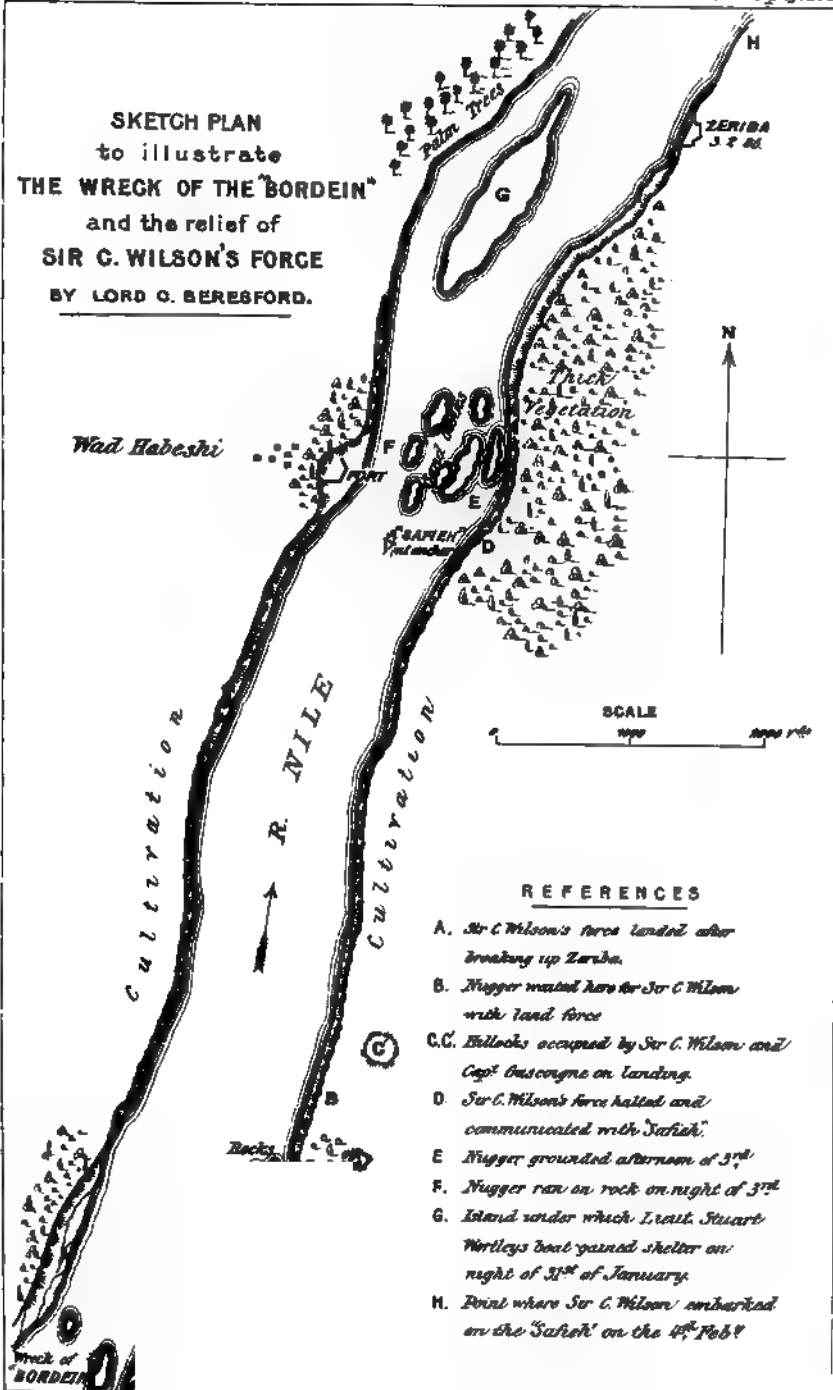 SKETCH PLAN
to illustrate
THE WRECK OF THE "BORDEIN"
and the relief of
SIR C. WILSON'S FORCE
BY LORD C. BERESFORD.
Palm Trees
H
ZERIBA
G
N
Thick
Vegetation
Wad Habeshi
F
FORT
E
"SAFIEH"
at anchor
D
SCALE
0 1000 2000 Yds
R. NILE
Cultivation
Cultivation
C'
B
Rocks
Wreck of
"BORDEIN"
REFERENCES
A. Sir C. Wilson's force landed after
breaking up Zeriba.
B. Nugger waited here for Sir C. Wilson
with land force
C.C'. Hillocks occupied by Sir C. Wilson and
Capt. Gascoigne on landing.
D. Sir C. Wilson's force halted and
communicated with "Safieh".
E Nugger grounded afternoon of 3rd
F. Nugger ran on rock on night of 3rd
G. Island under which Lieut. Stuart
Wortleys boat gained shelter on
night of 31st of January.
H. Point where Sir C. Wilson embarked
on the "Safieh" on the 4th Feby.